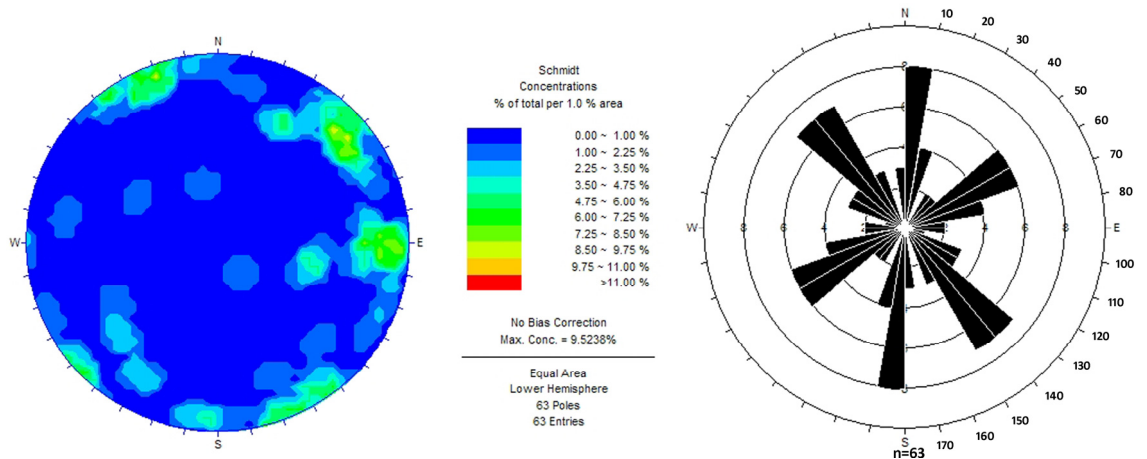 N
W
E
S
Schmidt
Concentrations
% of total per 1.0 % area
0.00 ~ 1.00 %
1.00 ~ 2.25 %
2.25 ~ 3.50 %
3.50 ~ 4.75 %
4.75 ~ 6.00 %
6.00 ~ 7.25 %
7.25 ~ 8.50 %
8.50 ~ 9.75 %
9.75 ~ 11.00 %
>11.00 %
No Bias Correction
Max. Conc. = 9.5238%
Equal Area
Lower Hemisphere
63 Poles
63 Entries
N
10
20
30
40
50
60
70
80
E
100
110
120
130
140
150
160
170
S
n=63
W
8 6 4 2 4 6 8